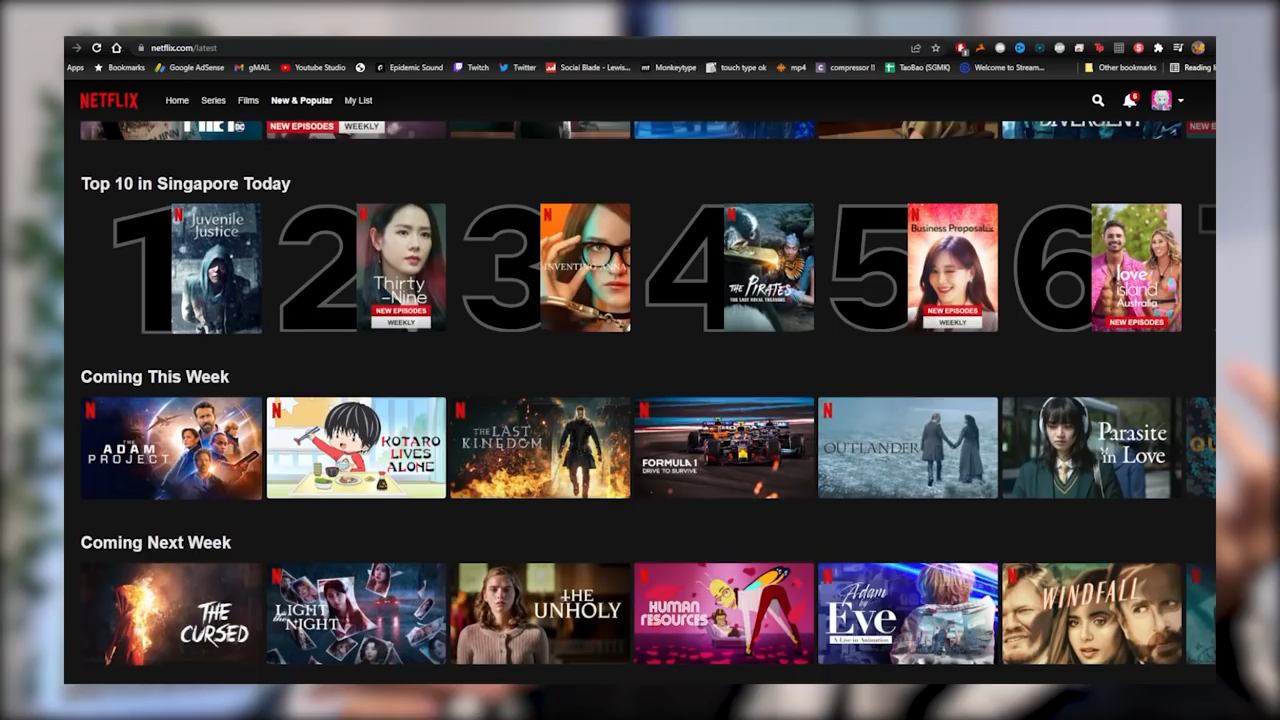 netflix.com/latest
Apps Bookmarks Google AdSense gMAIL Youtube Studio Epidemic Sound Twitch Twitter Social Blade - Lewis... Monkeytype touch type ok mp4 compressor !! TaoBao (SGMK) Welcome to Stream... Other bookmarks Reading
NETFLIX Home Series Films New & Popular My List 6
NEW EPISODES WEEKLY
DIVERGENT
NEW E
Top 10 in Singapore Today
1 2 3 4 5 6
Juvenile
Justice
Thirty
-Nine
NEW EPISODES
WEEKLY
INVENTING ANNA
THE PIRATES
THE LAST ROYAL TREASURE
Business Proposal
NEW EPISODES
WEEKLY
love
island
Australia
NEW EPISODES
Coming This Week
THE
ADAM
PROJECT
KOTARO
LIVES
ALONE
THE LAST
KINGDOM
FORMULA 1
DRIVE TO SURVIVE
OUTLANDER
Parasite
in Love
Coming Next Week
THE
CURSED
LIGHT
the NIGHT
THE
UNHOLY
HUMAN
RESOURCES
Adam
by
Eve
A Live in Animation
WINDFALL